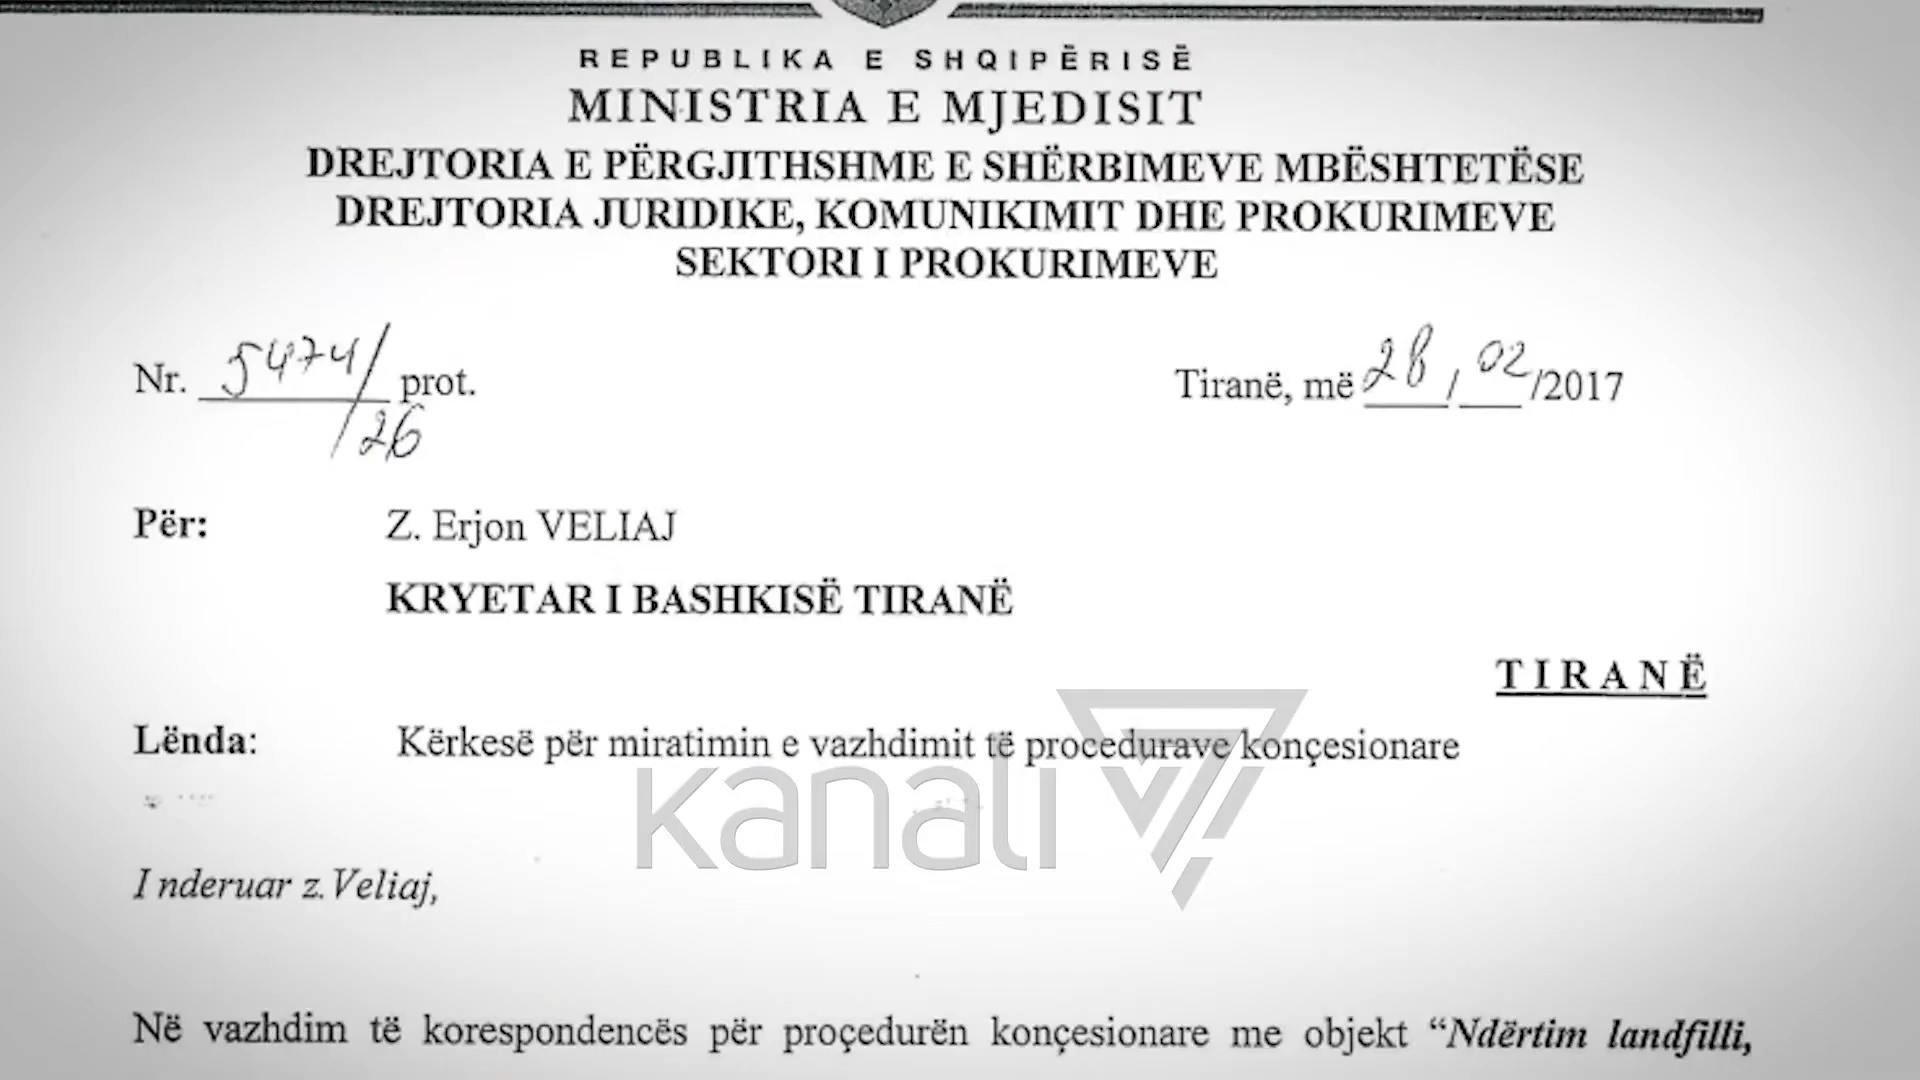 REPUBLIKA E SHQIPËRISË
MINISTRIA E MJEDISIT
DREJTORIA E PËRGJITHSHME E SHËRBIMEVE MBËSHTETËSE
DREJTORIA JURIDIKE, KOMUNIKIMIT DHE PROKURIMEVE
SEKTORI I PROKURIMEVE
Nr. 5474/26 prot. Tiranë, më 28/02/2017
Për: Z. Erjon VELIAJ
KRYETAR I BASHKISË TIRANË
TIRANË
Lënda: Kërkesë për miratimin e vazhdimit të procedurave konçesionare
kanali 7
I nderuar z. Veliaj,
Në vazhdim të korespondencës për proçedurën konçesionare me objekt “Ndërtim landfilli,